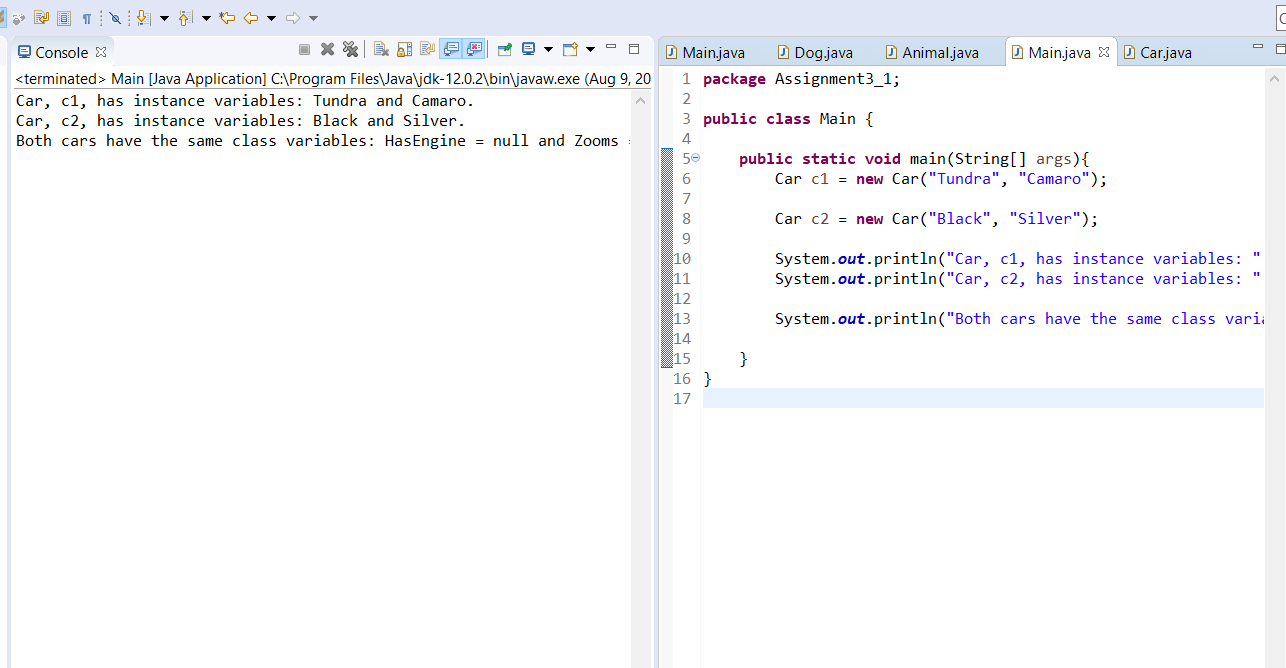 Console
<terminated> Main [Java Application] C:\Program Files\Java\jdk-12.0.2\bin\javaw.exe (Aug 9, 20
Car, c1, has instance variables: Tundra and Camaro.
Car, c2, has instance variables: Black and Silver.
Both cars have the same class variables: HasEngine = null and Zooms
Main.java Dog.java Animal.java Main.java Car.java
1 package Assignment3_1;
2
3 public class Main {
4
5 public static void main(String[] args){
6 Car c1 = new Car("Tundra", "Camaro");
7
8 Car c2 = new Car("Black", "Silver");
9
10 System.out.println("Car, c1, has instance variables: "
11 System.out.println("Car, c2, has instance variables: "
12
13 System.out.println("Both cars have the same class varia
14
15 }
16 }
17